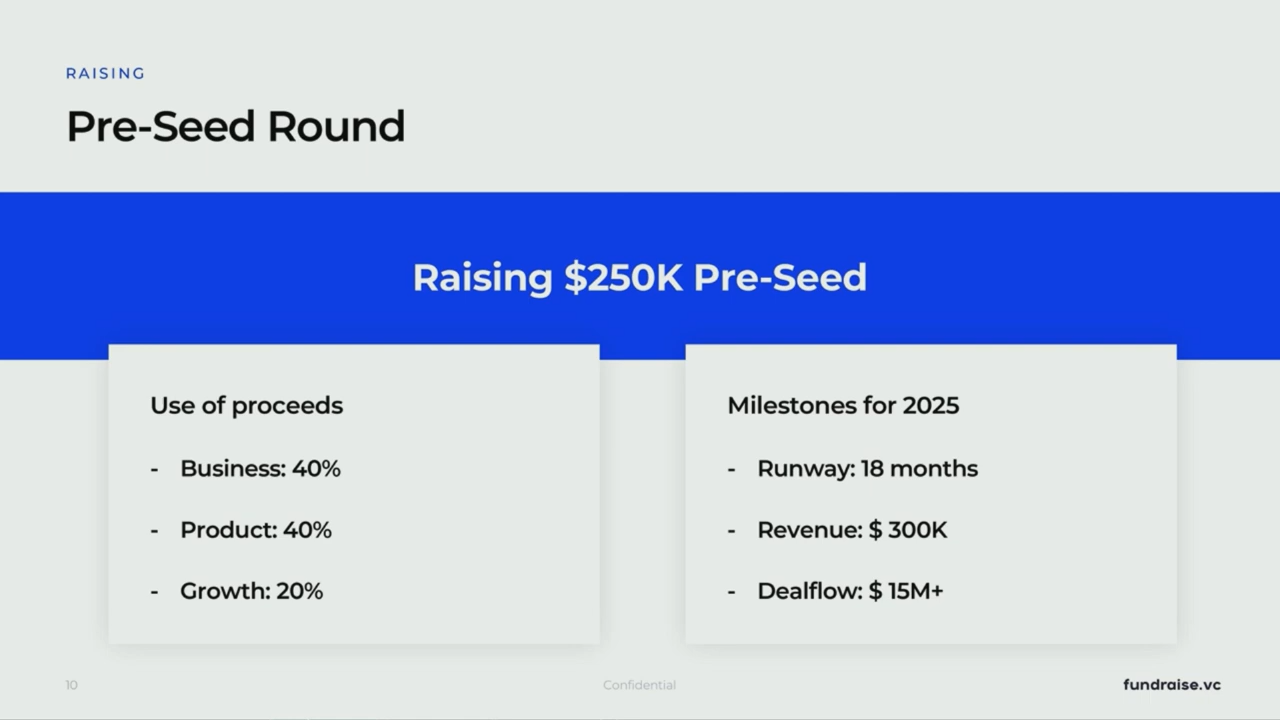 RAISING
Pre-Seed Round
Raising $250K Pre-Seed
Use of proceeds
- Business: 40%
- Product: 40%
- Growth: 20%
Milestones for 2025
- Runway: 18 months
- Revenue: $ 300K
- Dealflow: $ 15M+
10
Confidential
fundraise.vc